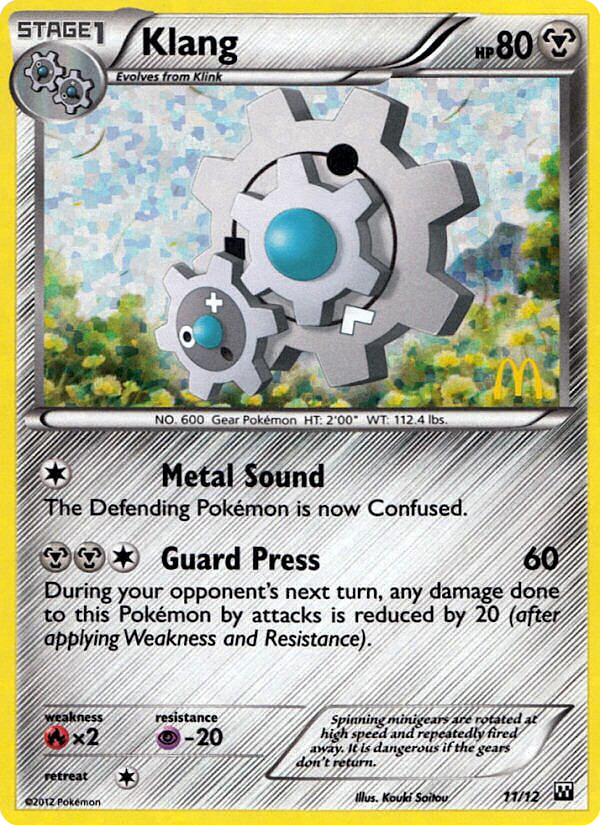 STAGE1
Klang
HP80
Evolves from Klink
NO. 600 Gear Pokémon HT: 2'00" WT: 112.4 lbs.
Metal Sound
The Defending Pokémon is now Confused.
Guard Press 60
During your opponent's next turn, any damage done
to this Pokémon by attacks is reduced by 20 (after
applying Weakness and Resistance).
weakness
×2
resistance
-20
retreat
Spinning minigears are rotated at
high speed and repeatedly fired
away. It is dangerous if the gears
don't return.
©2012 Pokémon
Illus. Kouki Saitou
11/12